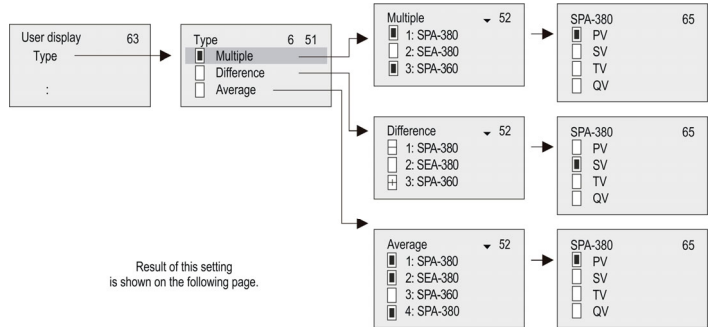 User display 63
Type
:
Type 6 51
Multiple
Difference
Average
Multiple 52
1: SPA-380
2: SEA-380
3: SPA-360
SPA-380 65
PV
SV
TV
QV
Difference 52
1: SPA-380
2: SEA-380
3: SPA-360
SPA-380 65
PV
SV
TV
QV
Average 52
1: SPA-380
2: SEA-380
3: SPA-360
4: SPA-380
SPA-380 65
PV
SV
TV
QV
Result of this setting
is shown on the following page.